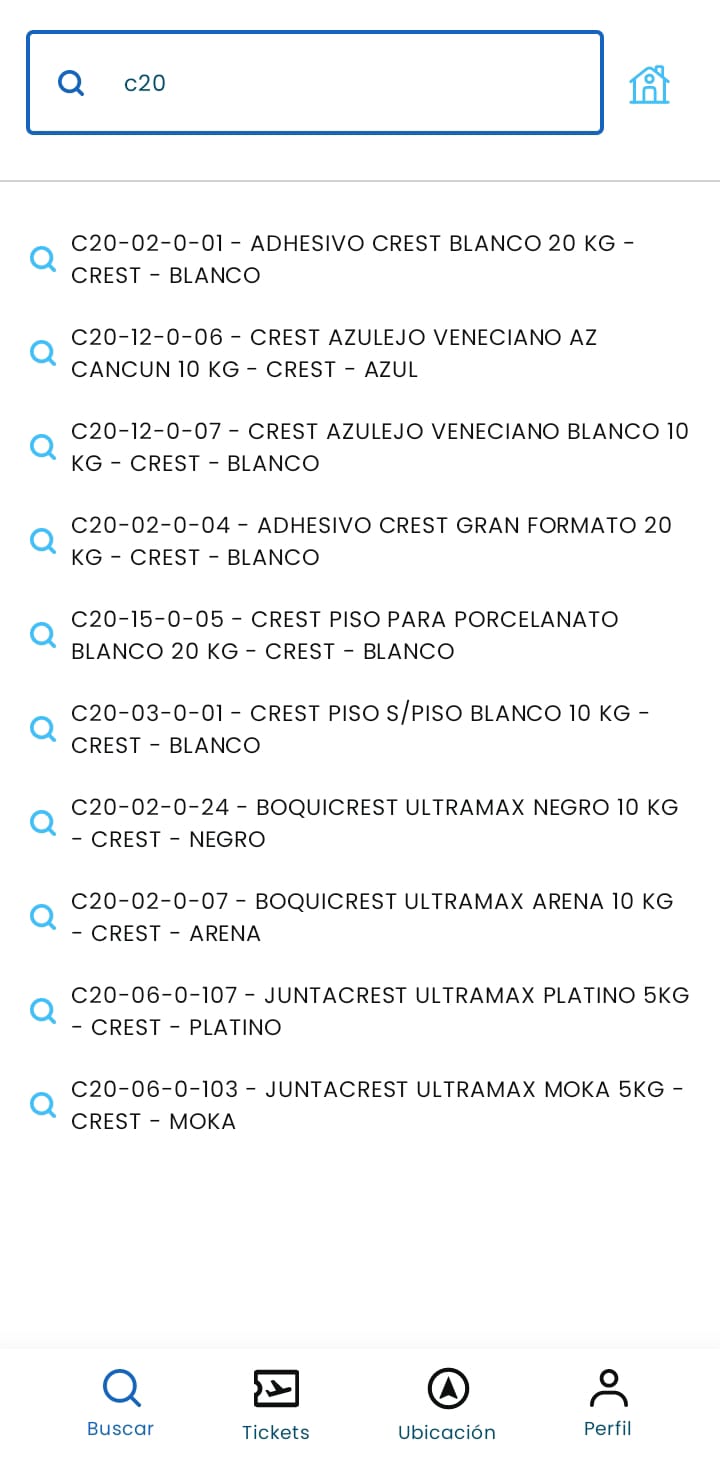 c20
C20-02-0-01 - ADHESIVO CREST BLANCO 20 KG -
CREST - BLANCO
C20-12-0-06 - CREST AZULEJO VENECIANO AZ
CANCUN 10 KG - CREST - AZUL
C20-12-0-07 - CREST AZULEJO VENECIANO BLANCO 10
KG - CREST - BLANCO
C20-02-0-04 - ADHESIVO CREST GRAN FORMATO 20
KG - CREST - BLANCO
C20-15-0-05 - CREST PISO PARA PORCELANATO
BLANCO 20 KG - CREST - BLANCO
C20-03-0-01 - CREST PISO S/PISO BLANCO 10 KG -
CREST - BLANCO
C20-02-0-24 - BOQUICREST ULTRAMAX NEGRO 10 KG
- CREST - NEGRO
C20-02-0-07 - BOQUICREST ULTRAMAX ARENA 10 KG
- CREST - ARENA
C20-06-0-107 - JUNTACREST ULTRAMAX PLATINO 5KG
- CREST - PLATINO
C20-06-0-103 - JUNTACREST ULTRAMAX MOKA 5KG -
CREST - MOKA
Buscar
Tickets
Ubicación
Perfil